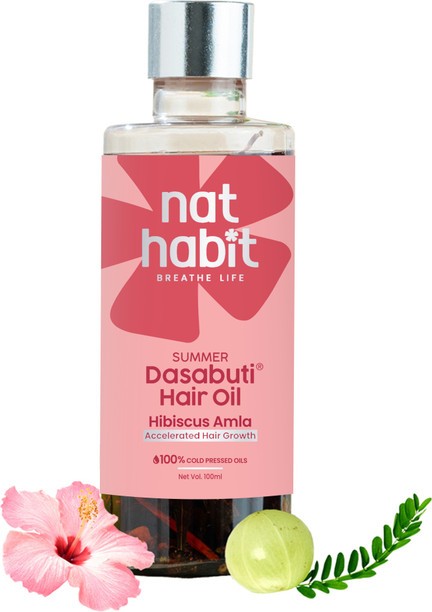 nat
habit
BREATHE LIFE
SUMMER
Dasabuti®
Hair Oil
Hibiscus Amla
Accelerated Hair Growth
100% COLD PRESSED OILS
Net Vol. 100ml